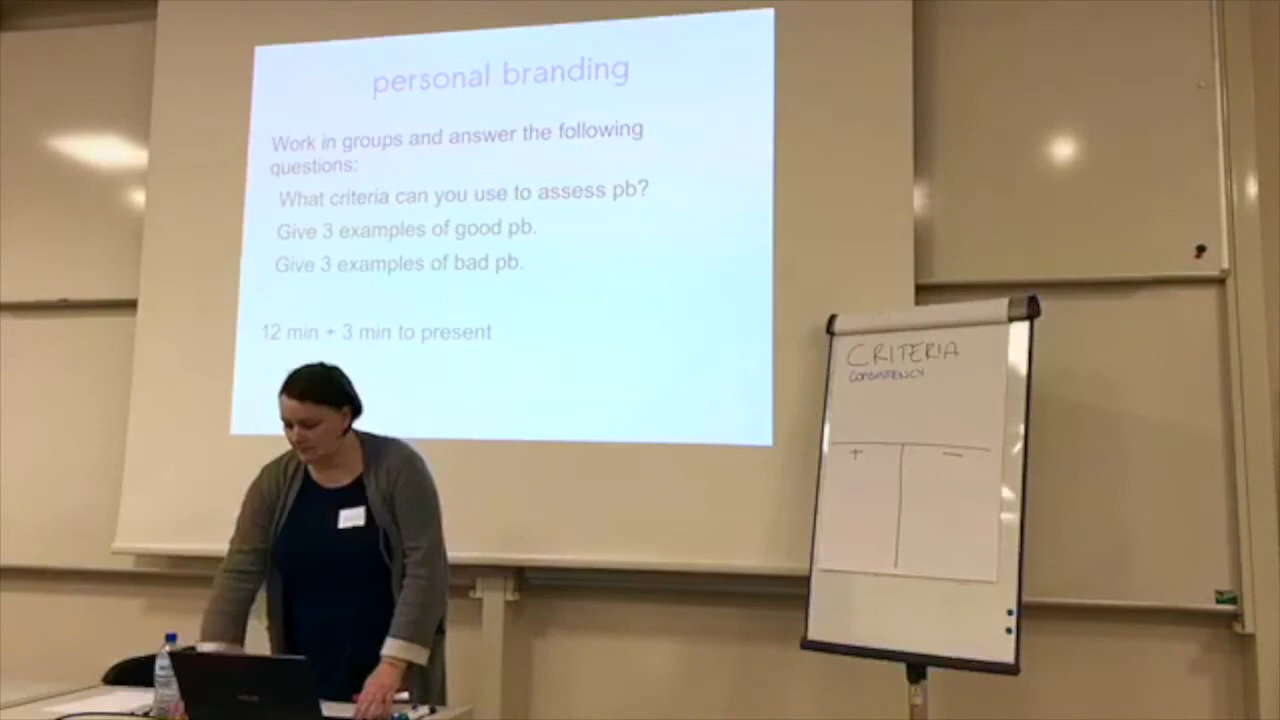 personal branding
Work in groups and answer the following
questions:
What criteria can you use to assess pb?
Give 3 examples of good pb.
Give 3 examples of bad pb.
12 min + 3 min to present
CRITERIA
CONSISTENCY
+ —